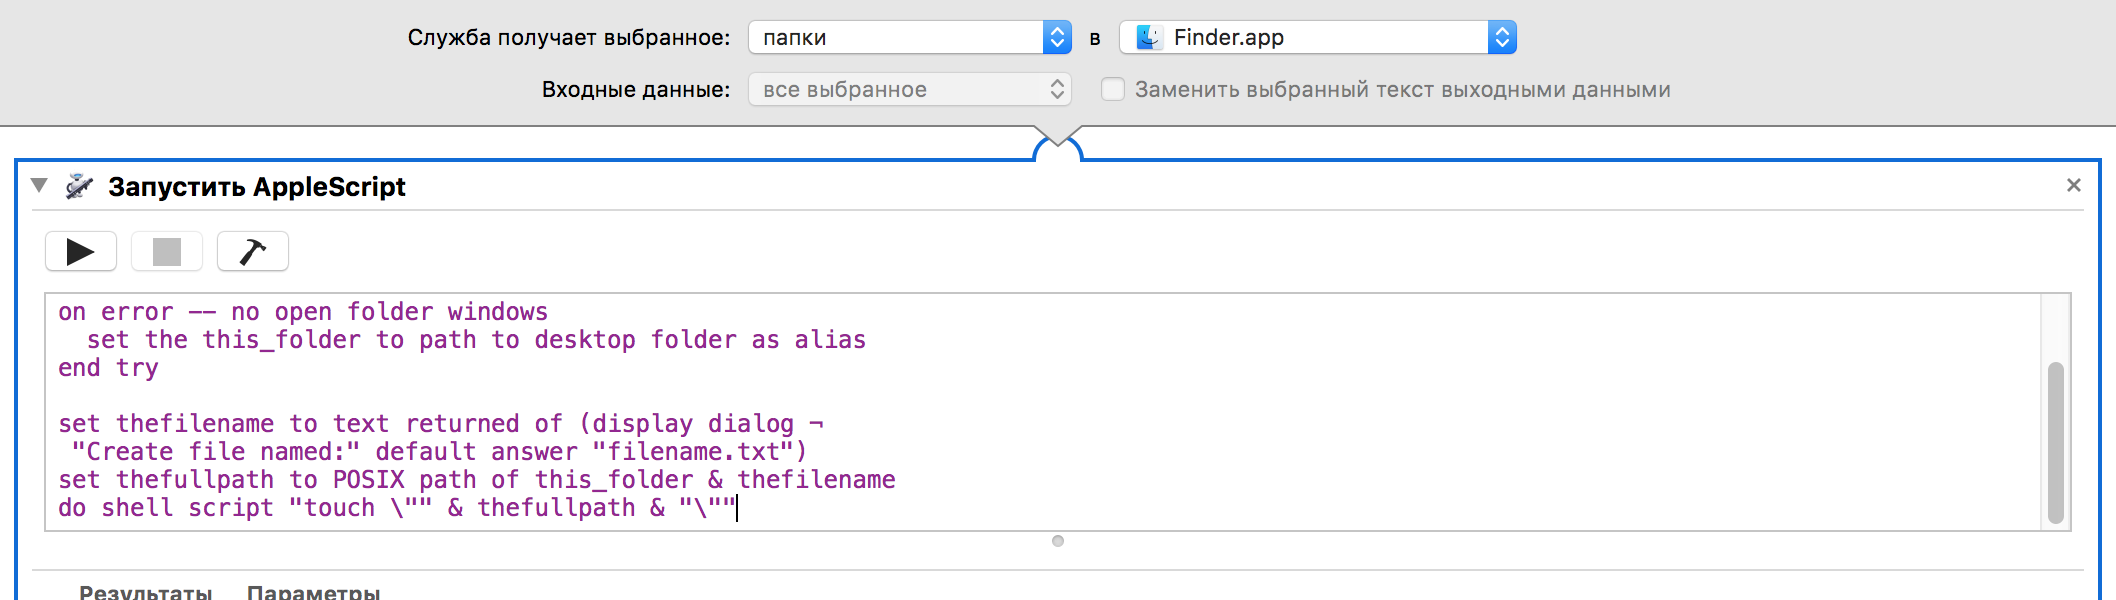 Служба получает выбранное: папки в Finder.app
Входные данные: все выбранное Заменить выбранный текст выходными данными
Запустить AppleScript
on error -- no open folder windows
set the this_folder to path to desktop folder as alias
end try
set thefilename to text returned of (display dialog ¬
"Create file named:" default answer "filename.txt")
set thefullpath to POSIX path of this_folder & thefilename
do shell script "touch \"" & thefullpath & "\""
Результаты Параметры